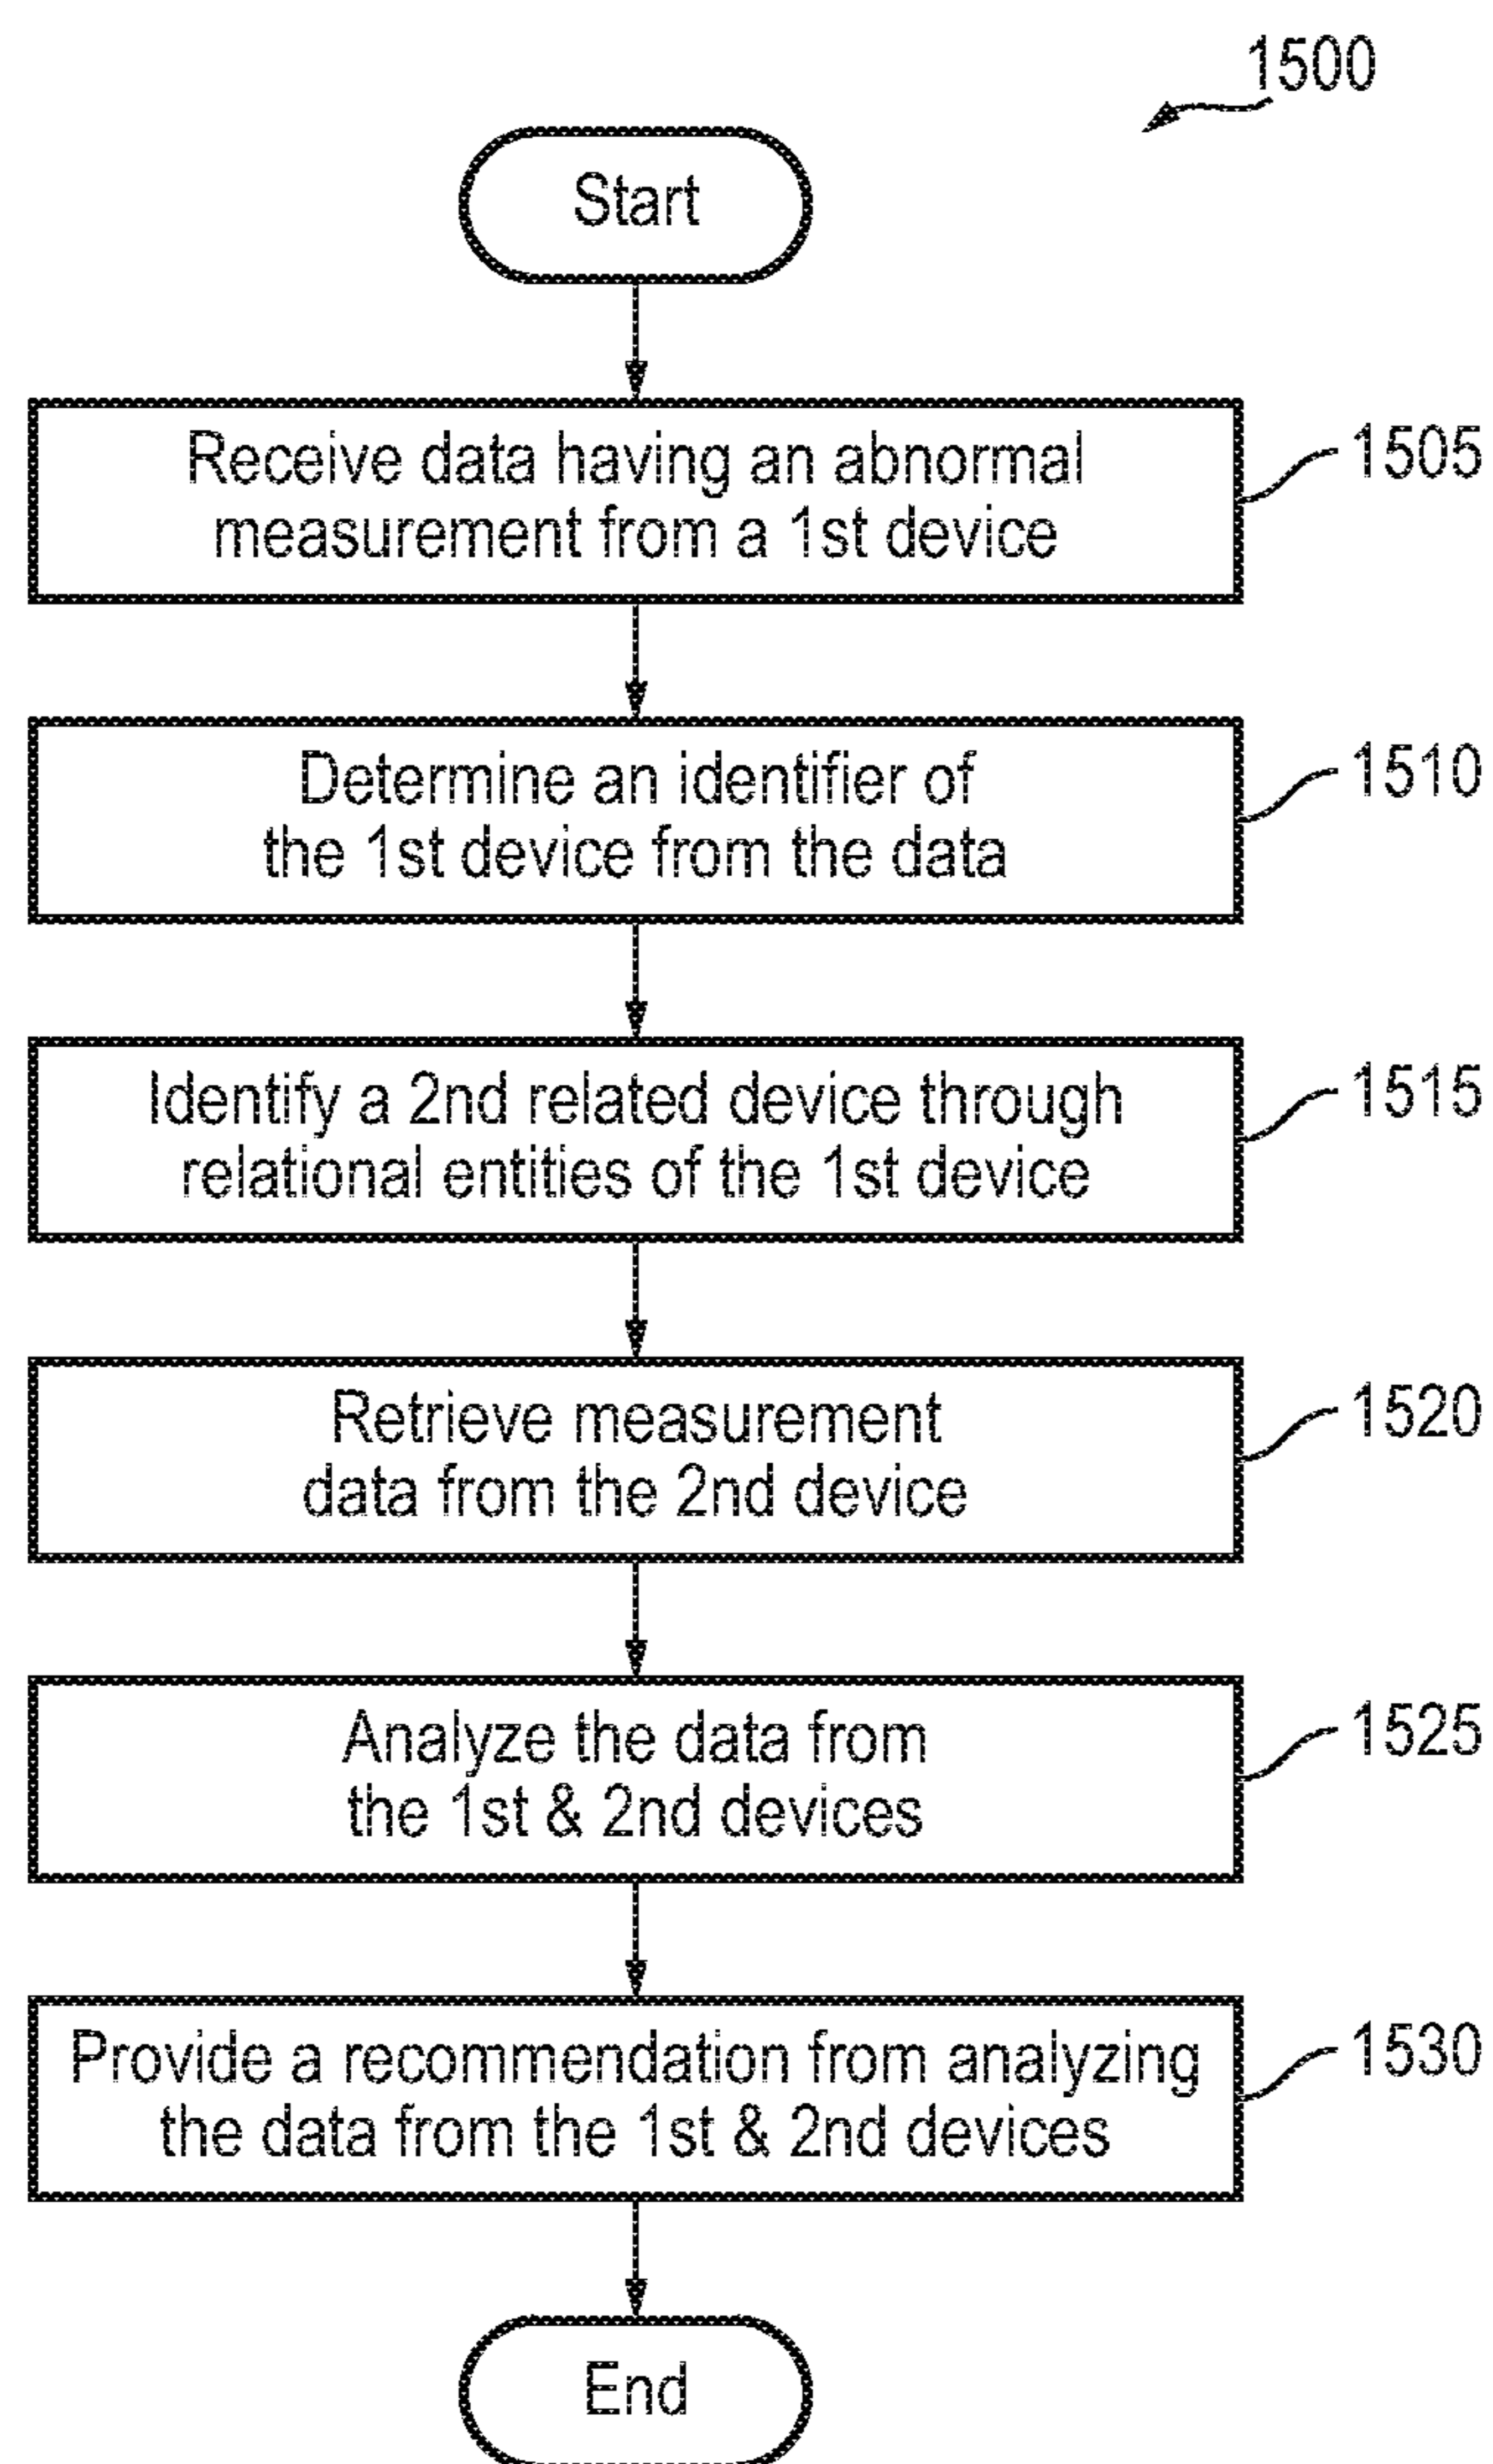 1500
Start
Receive data having an abnormal
measurement from a 1st device
1505
Determine an identifier of
the 1st device from the data
1510
Identify a 2nd related device through
relational entities of the 1st device
1515
Retrieve measurement
data from the 2nd device
1520
Analyze the data from
the 1st & 2nd devices
1525
Provide a recommendation from analyzing
the data from the 1st & 2nd devices
1530
End